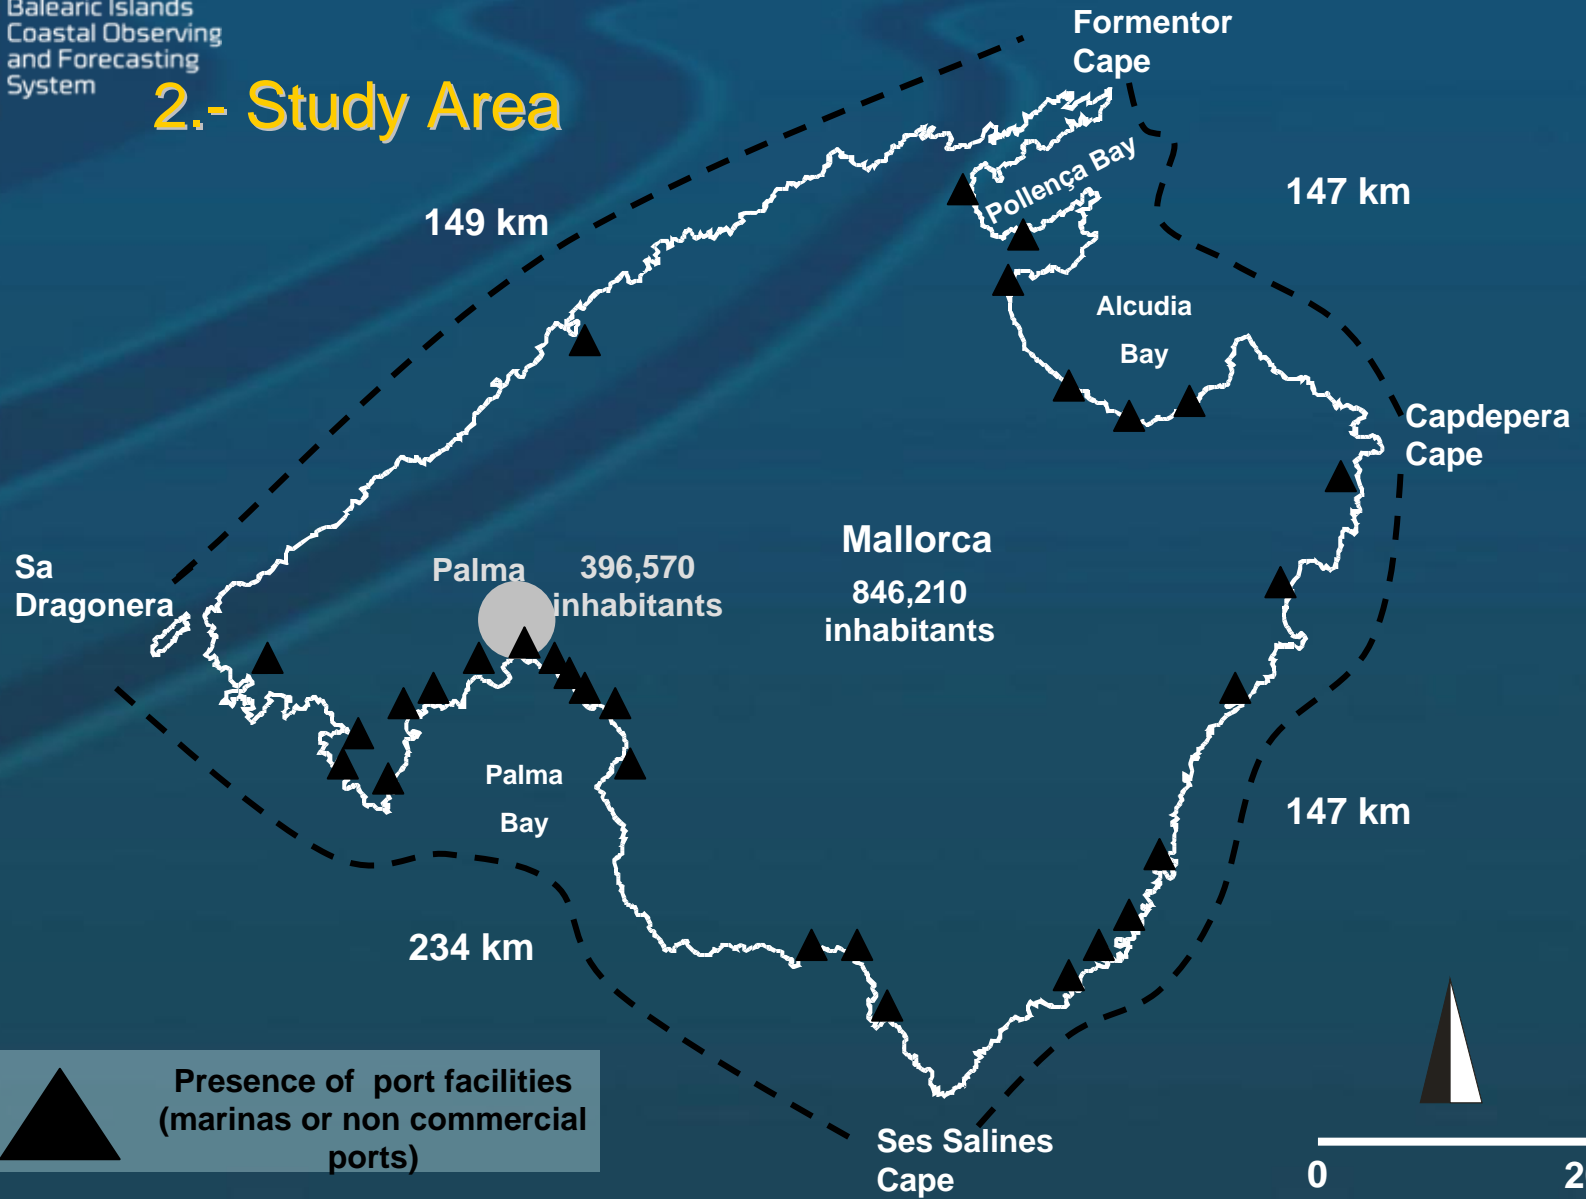 Balearic Islands
Coastal Observing
and Forecasting
System
2.- Study Area
Formentor
Cape
Pollença Bay
147 km
149 km
Alcudia
Bay
Capdepera
Cape
Mallorca
846,210
inhabitants
Sa
Dragonera
Palma
396,570
inhabitants
Palma
Bay
147 km
234 km
Presence of port facilities
(marinas or non commercial
ports)
Ses Salines
Cape
0